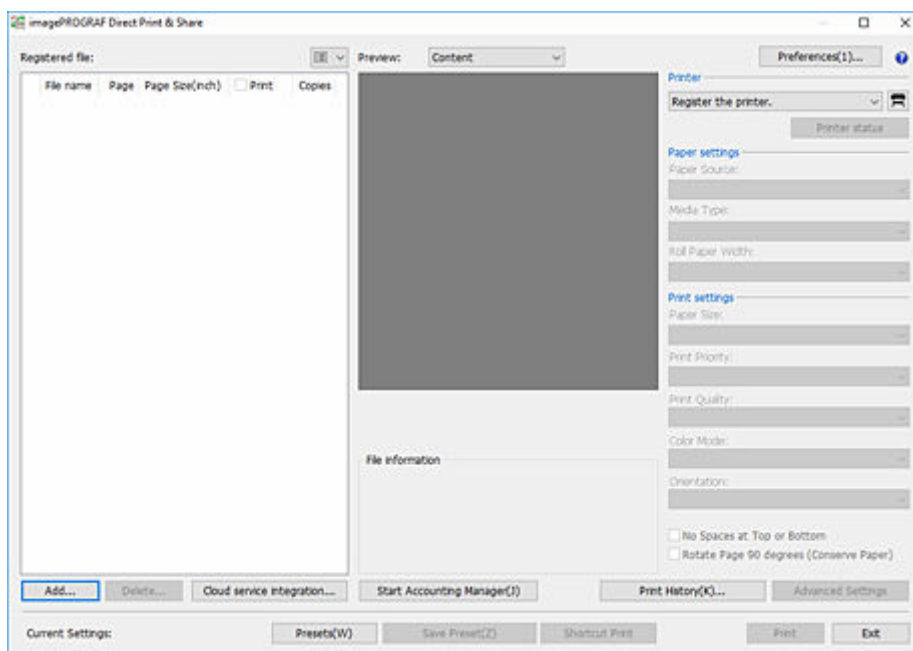 imagePROGRAF Direct Print & Share
Registered file:
Preview:
Content
Preferences(1)...
File name Page Page Size(inch) Print Copies
Printer
Register the printer.
Printer status
Paper settings
Paper Source:
Media Type:
Roll Paper Width:
Print settings
Paper Size:
Print Priority:
Print Quality:
Color Mode:
Orientation:
File information
No Spaces at Top or Bottom
Rotate Page 90 degrees (Conserve Paper)
Add... Delete... Cloud service integration... Start Accounting Manager(J) Print History(K)... Advanced Settings
Current Settings: Presets(W) Save Preset(Z) Shortcut Print Print Exit